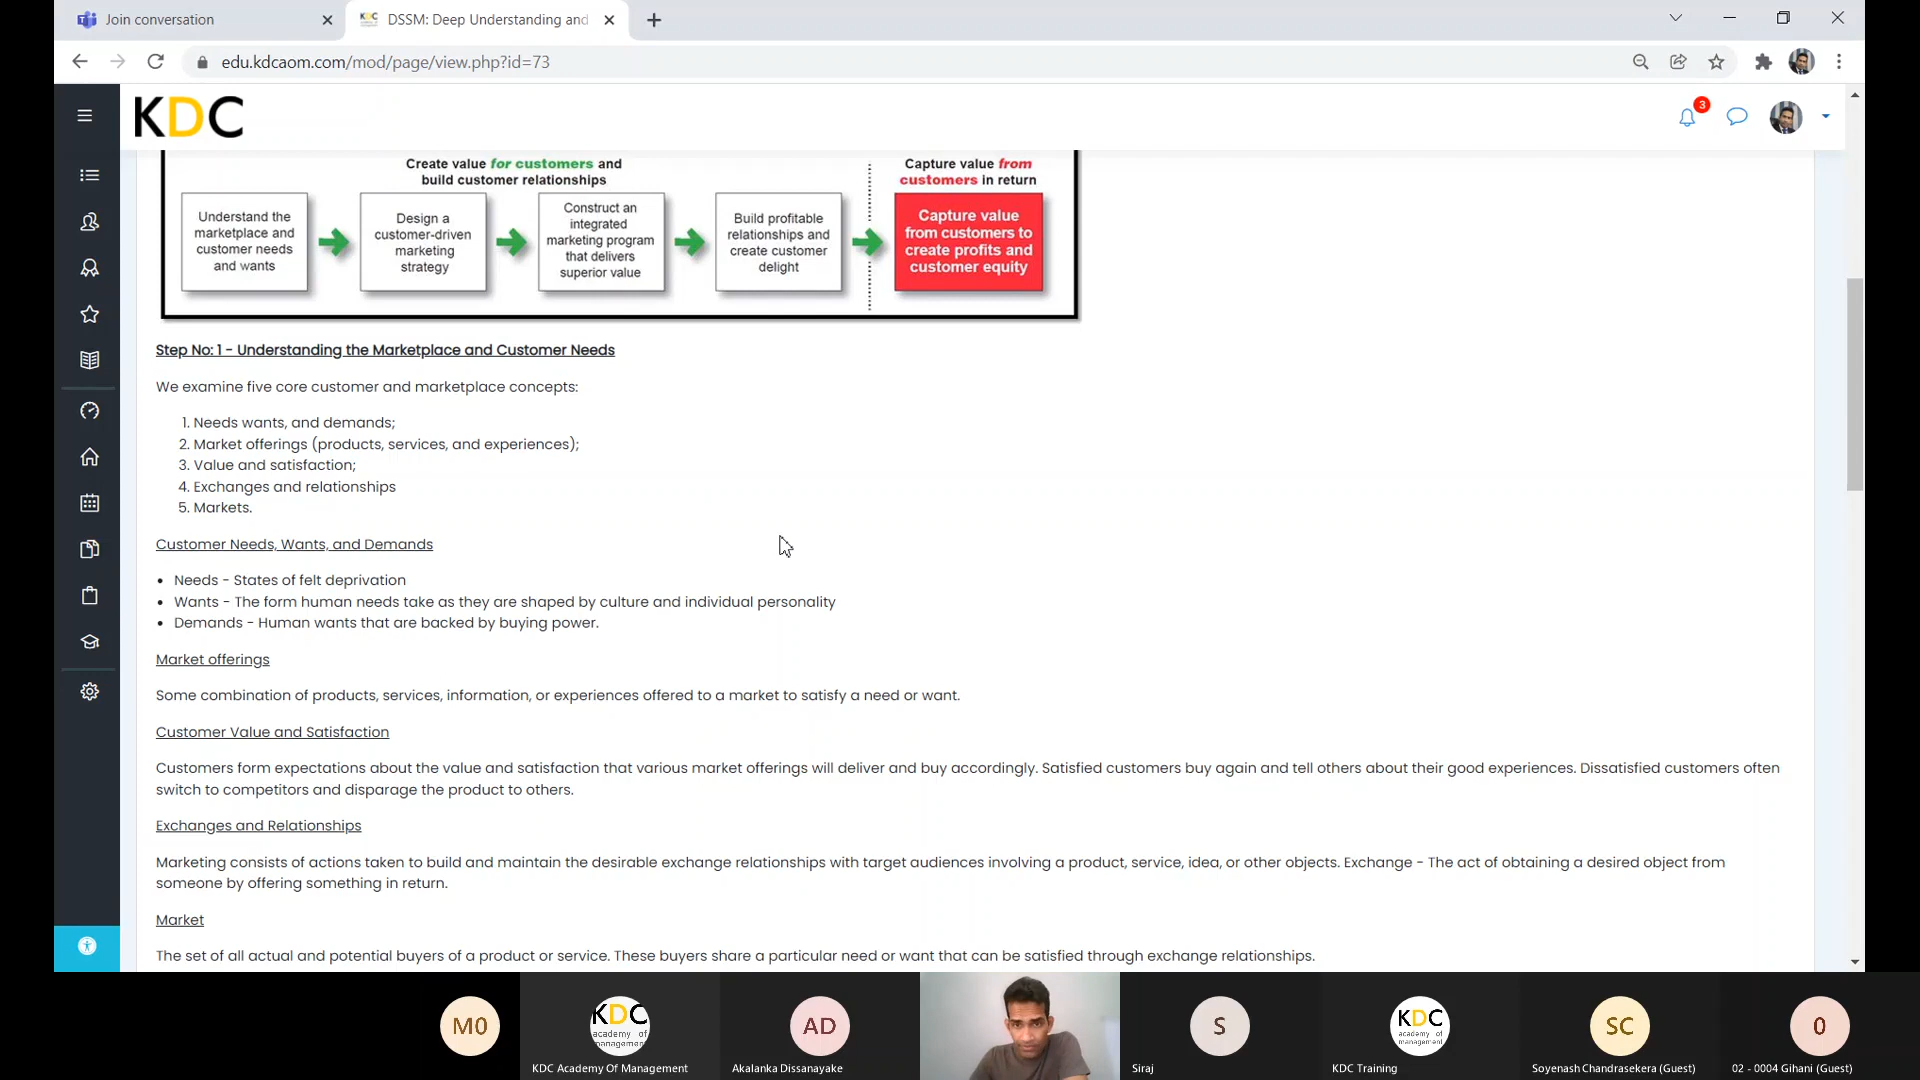 Join conversation
KDC
DSSM: Deep Understanding and
edu.kdcaom.com/mod/page/view.php?id=73
KDC
3
Create value for customers and
build customer relationships
Capture value from
customers in return
Understand the
marketplace and
customer needs
and wants
Design a
customer-driven
marketing
strategy
Construct an
integrated
marketing program
that delivers
superior value
Build profitable
relationships and
create customer
delight
Capture value
from customers to
create profits and
customer equity
Step No: 1 - Understanding the Marketplace and Customer Needs
We examine five core customer and marketplace concepts:
1. Needs wants, and demands;
2. Market offerings (products, services, and experiences);
3. Value and satisfaction;
4. Exchanges and relationships
5. Markets.
Customer Needs, Wants, and Demands
• Needs - States of felt deprivation
• Wants - The form human needs take as they are shaped by culture and individual personality
• Demands - Human wants that are backed by buying power.
Market offerings
Some combination of products, services, information, or experiences offered to a market to satisfy a need or want.
Customer Value and Satisfaction
Customers form expectations about the value and satisfaction that various market offerings will deliver and buy accordingly. Satisfied customers buy again and tell others about their good experiences. Dissatisfied customers often
switch to competitors and disparage the product to others.
Exchanges and Relationships
Marketing consists of actions taken to build and maintain the desirable exchange relationships with target audiences involving a product, service, idea, or other objects. Exchange - The act of obtaining a desired object from
someone by offering something in return.
Market
The set of all actual and potential buyers of a product or service. These buyers share a particular need or want that can be satisfied through exchange relationships.
M0
KDC
academy of
management
KDC Academy Of Management
AD
Akalanka Dissanayake
S
Siraj
KDC
academy of
management
KDC Training
SC
Soyenash Chandrasekera (Guest)
0
02 - 0004 Gihani (Guest)